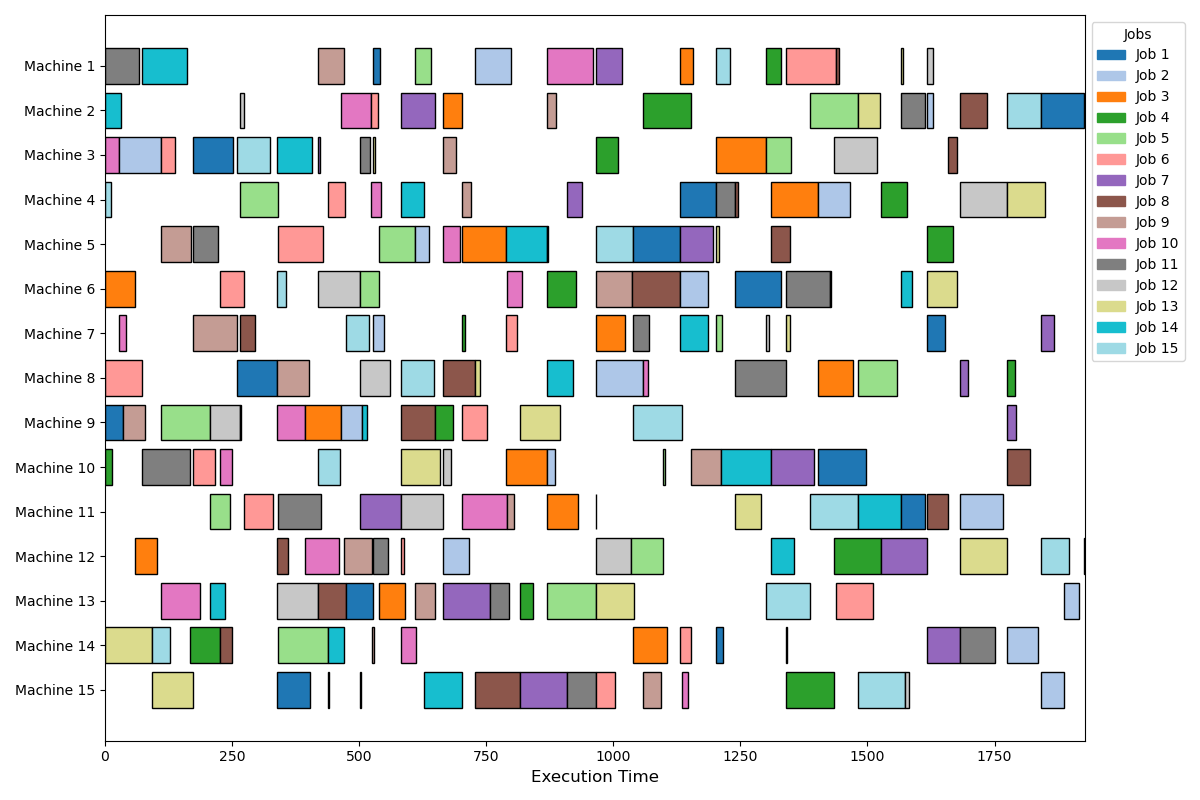 Machine 1
Machine 2
Machine 3
Machine 4
Machine 5
Machine 6
Machine 7
Machine 8
Machine 9
Machine 10
Machine 11
Machine 12
Machine 13
Machine 14
Machine 15
0 250 500 750 1000 1250 1500 1750
Execution Time
Jobs
Job 1
Job 2
Job 3
Job 4
Job 5
Job 6
Job 7
Job 8
Job 9
Job 10
Job 11
Job 12
Job 13
Job 14
Job 15